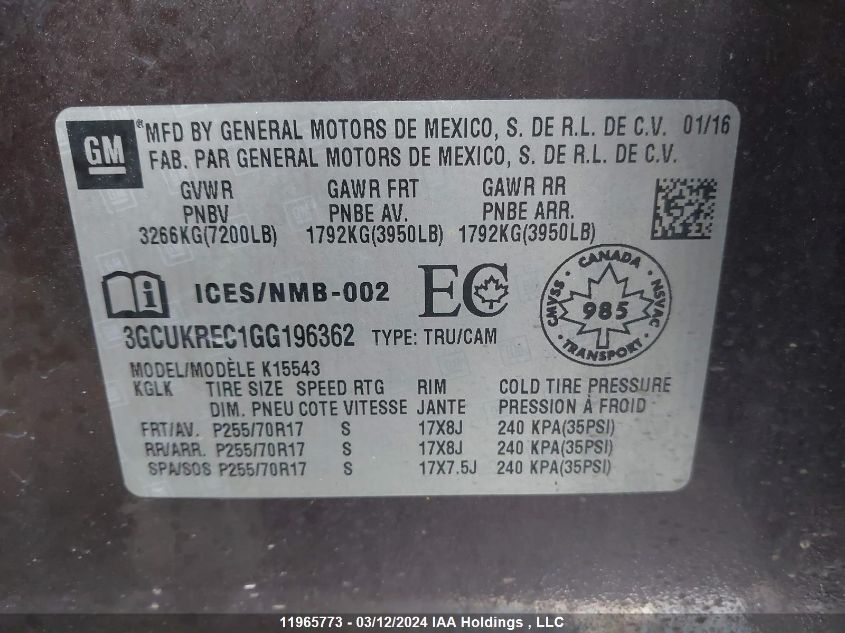 GM
*MFD BY GENERAL MOTORS DE MEXICO, S. DE R.L. DE C.V. 01/16
FAB. PAR GENERAL MOTORS DE MEXICO, S. DE R.L. DE C.V.
GVWR GAWR FRT GAWR RR
PNBV PNBE AV. PNBE ARR.
3266KG(7200LB) 1792KG(3950LB) 1792KG(3950LB)
i ICES/NMB-002 EC
CANADA
CMVSS 985 NSVAC
TRANSPORT
3GCUKREC1GG196362 TYPE: TRU/CAM
MODEL/MODÈLE K15543
KGLK TIRE SIZE SPEED RTG RIM COLD TIRE PRESSURE
DIM. PNEU COTE VITESSE JANTE PRESSION À FROID
FRT/AV. P255/70R17 S 17X8J 240 KPA(35PSI)
RR/ARR. P255/70R17 S 17X8J 240 KPA(35PSI)
SPA/SOS P255/70R17 S 17X7.5J 240 KPA(35PSI)
11965773 - 03/12/2024 IAA Holdings , LLC